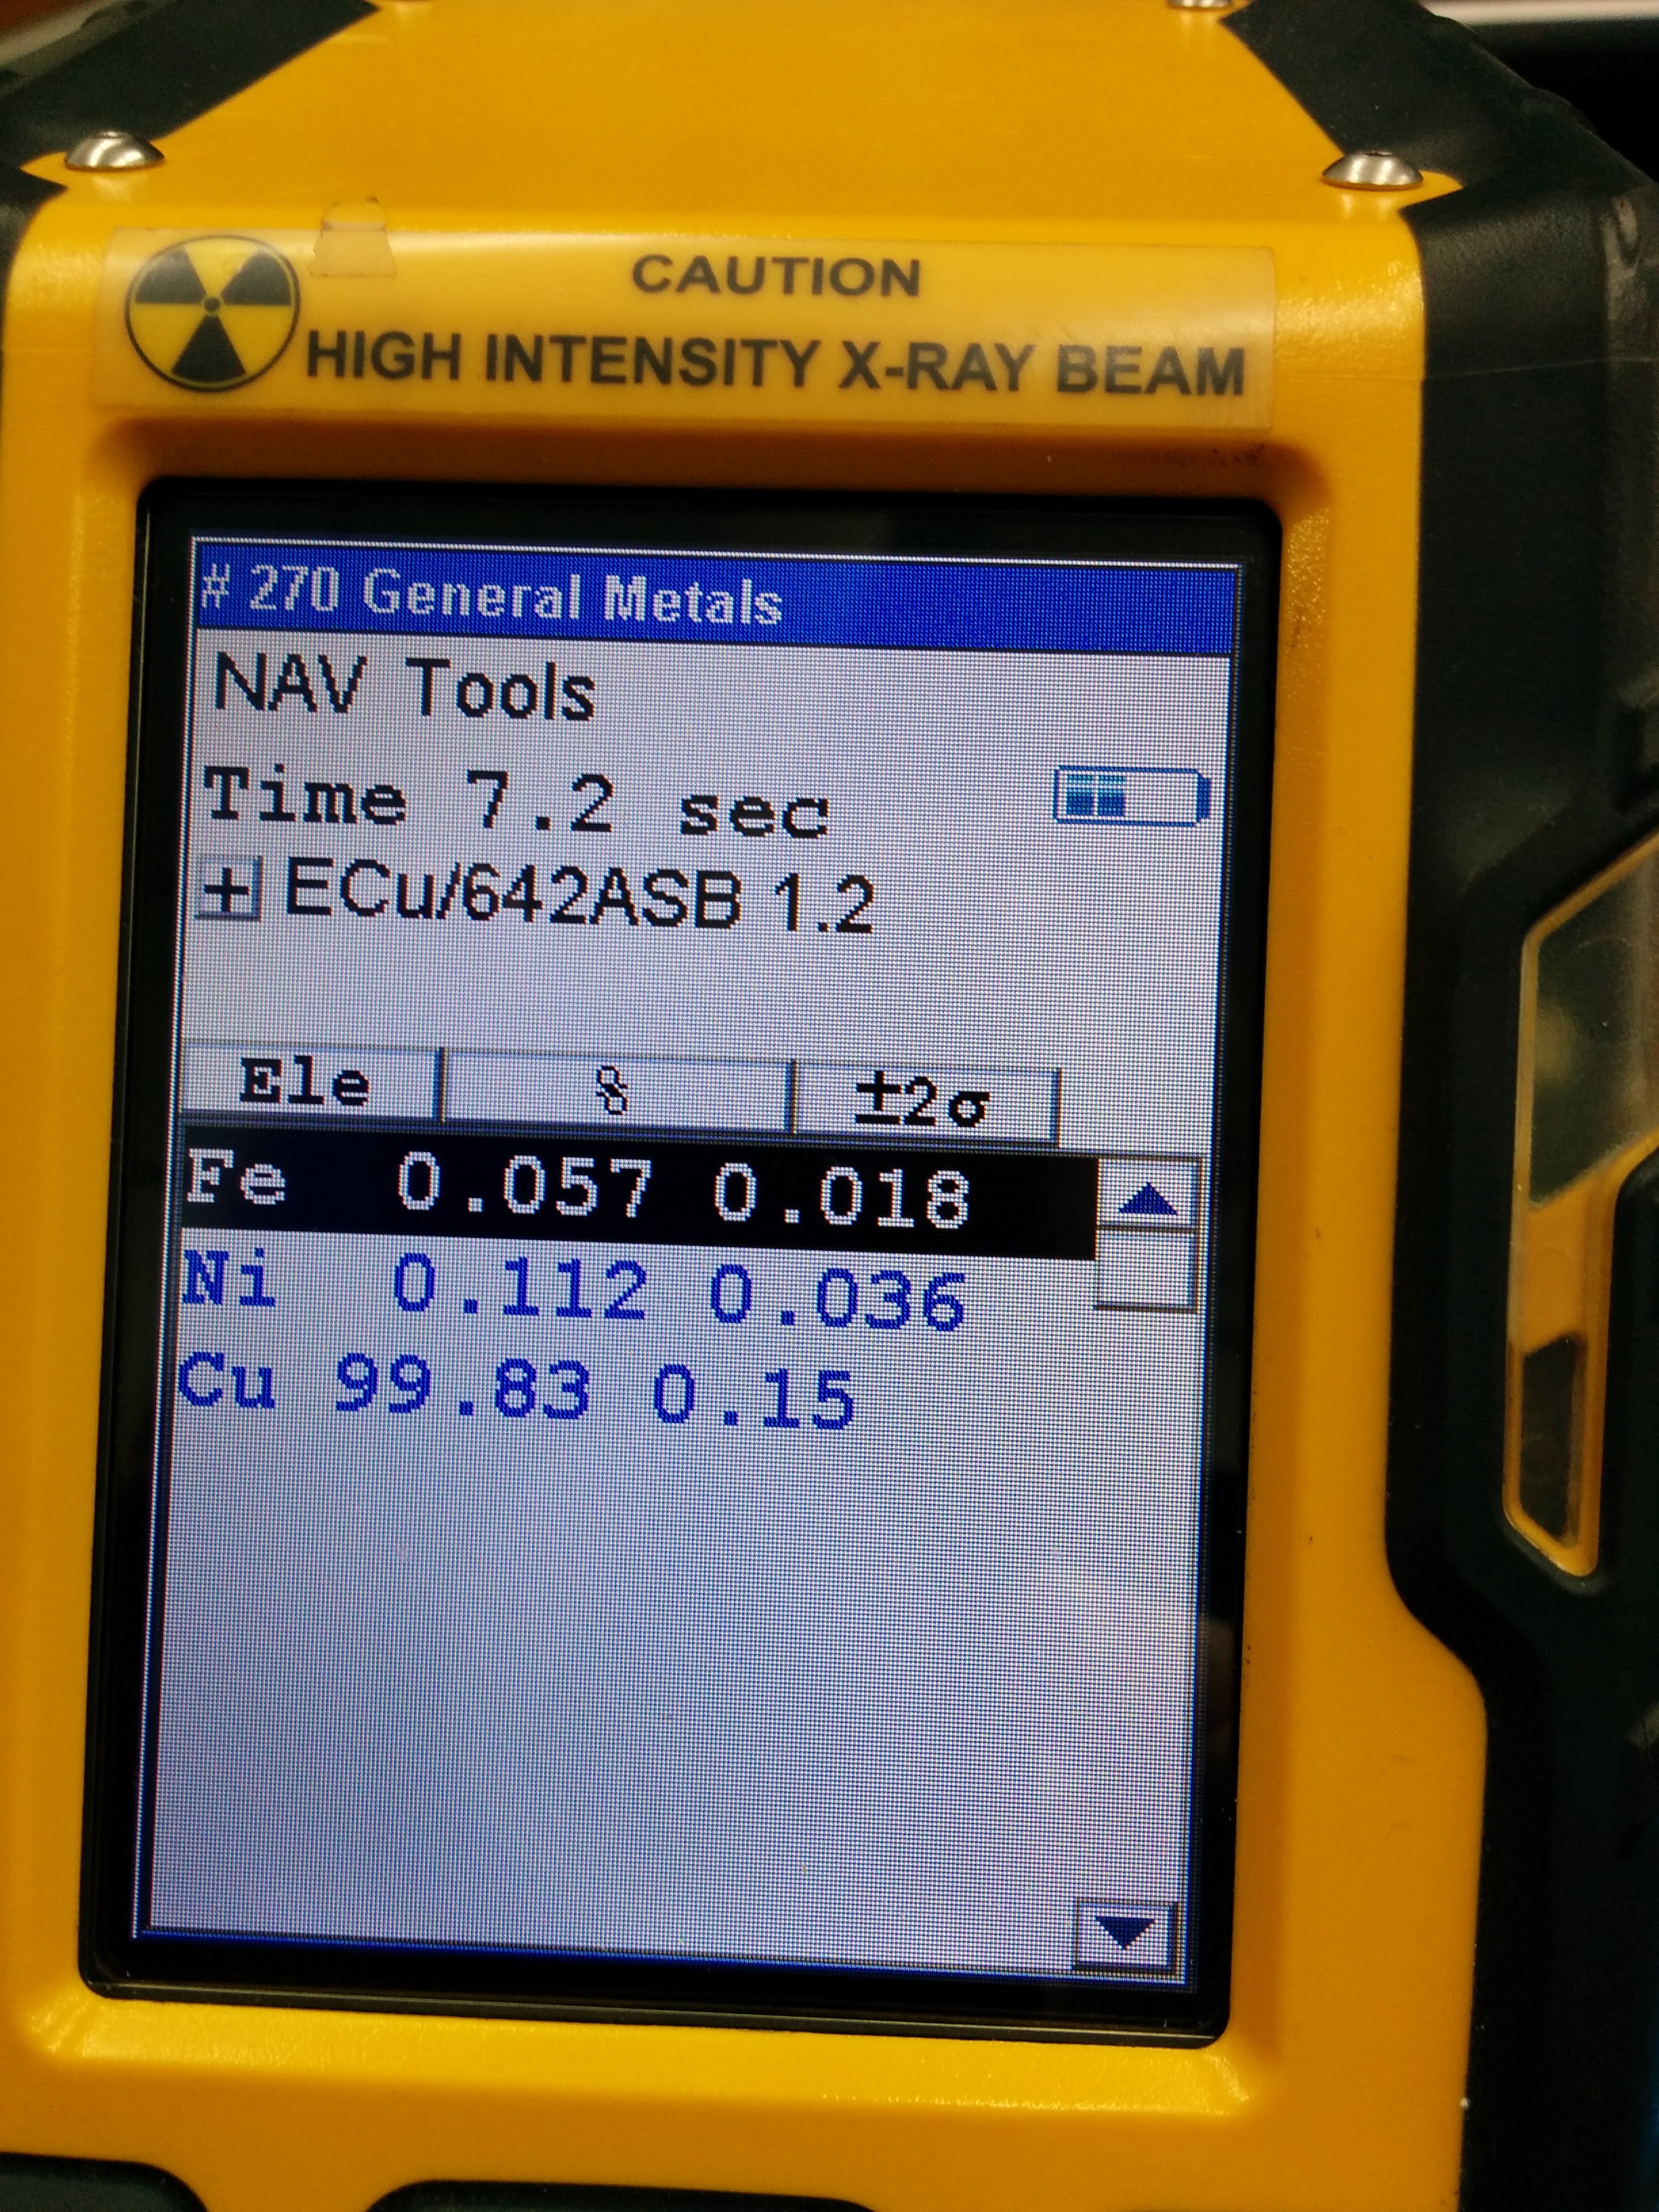 CAUTION
HIGH INTENSITY X-RAY BEAM
# 270 General Metals
NAV Tools
Time 7.2 sec
+ ECu/642ASB 1.2
Ele % ±2σ
Fe 0.057 0.018
Ni 0.112 0.036
Cu 99.83 0.15